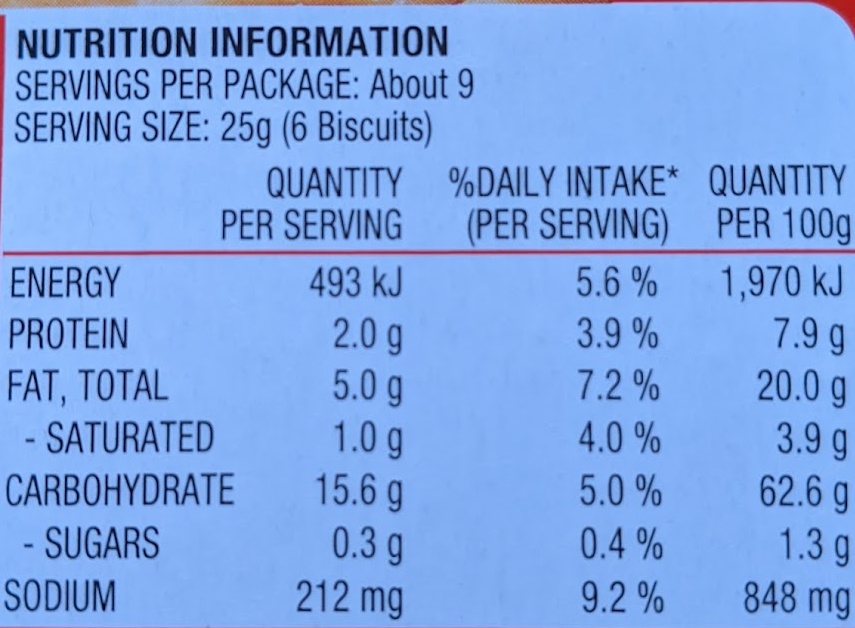 NUTRITION INFORMATION
SERVINGS PER PACKAGE: About 9
SERVING SIZE: 25g (6 Biscuits)
QUANTITY %DAILY INTAKE* QUANTITY
PER SERVING (PER SERVING) PER 100g
ENERGY 493 kJ 5.6 % 1,970 kJ
PROTEIN 2.0 g 3.9 % 7.9 g
FAT, TOTAL 5.0 g 7.2 % 20.0 g
- SATURATED 1.0 g 4.0 % 3.9 g
CARBOHYDRATE 15.6 g 5.0 % 62.6 g
- SUGARS 0.3 g 0.4 % 1.3 g
SODIUM 212 mg 9.2 % 848 mg